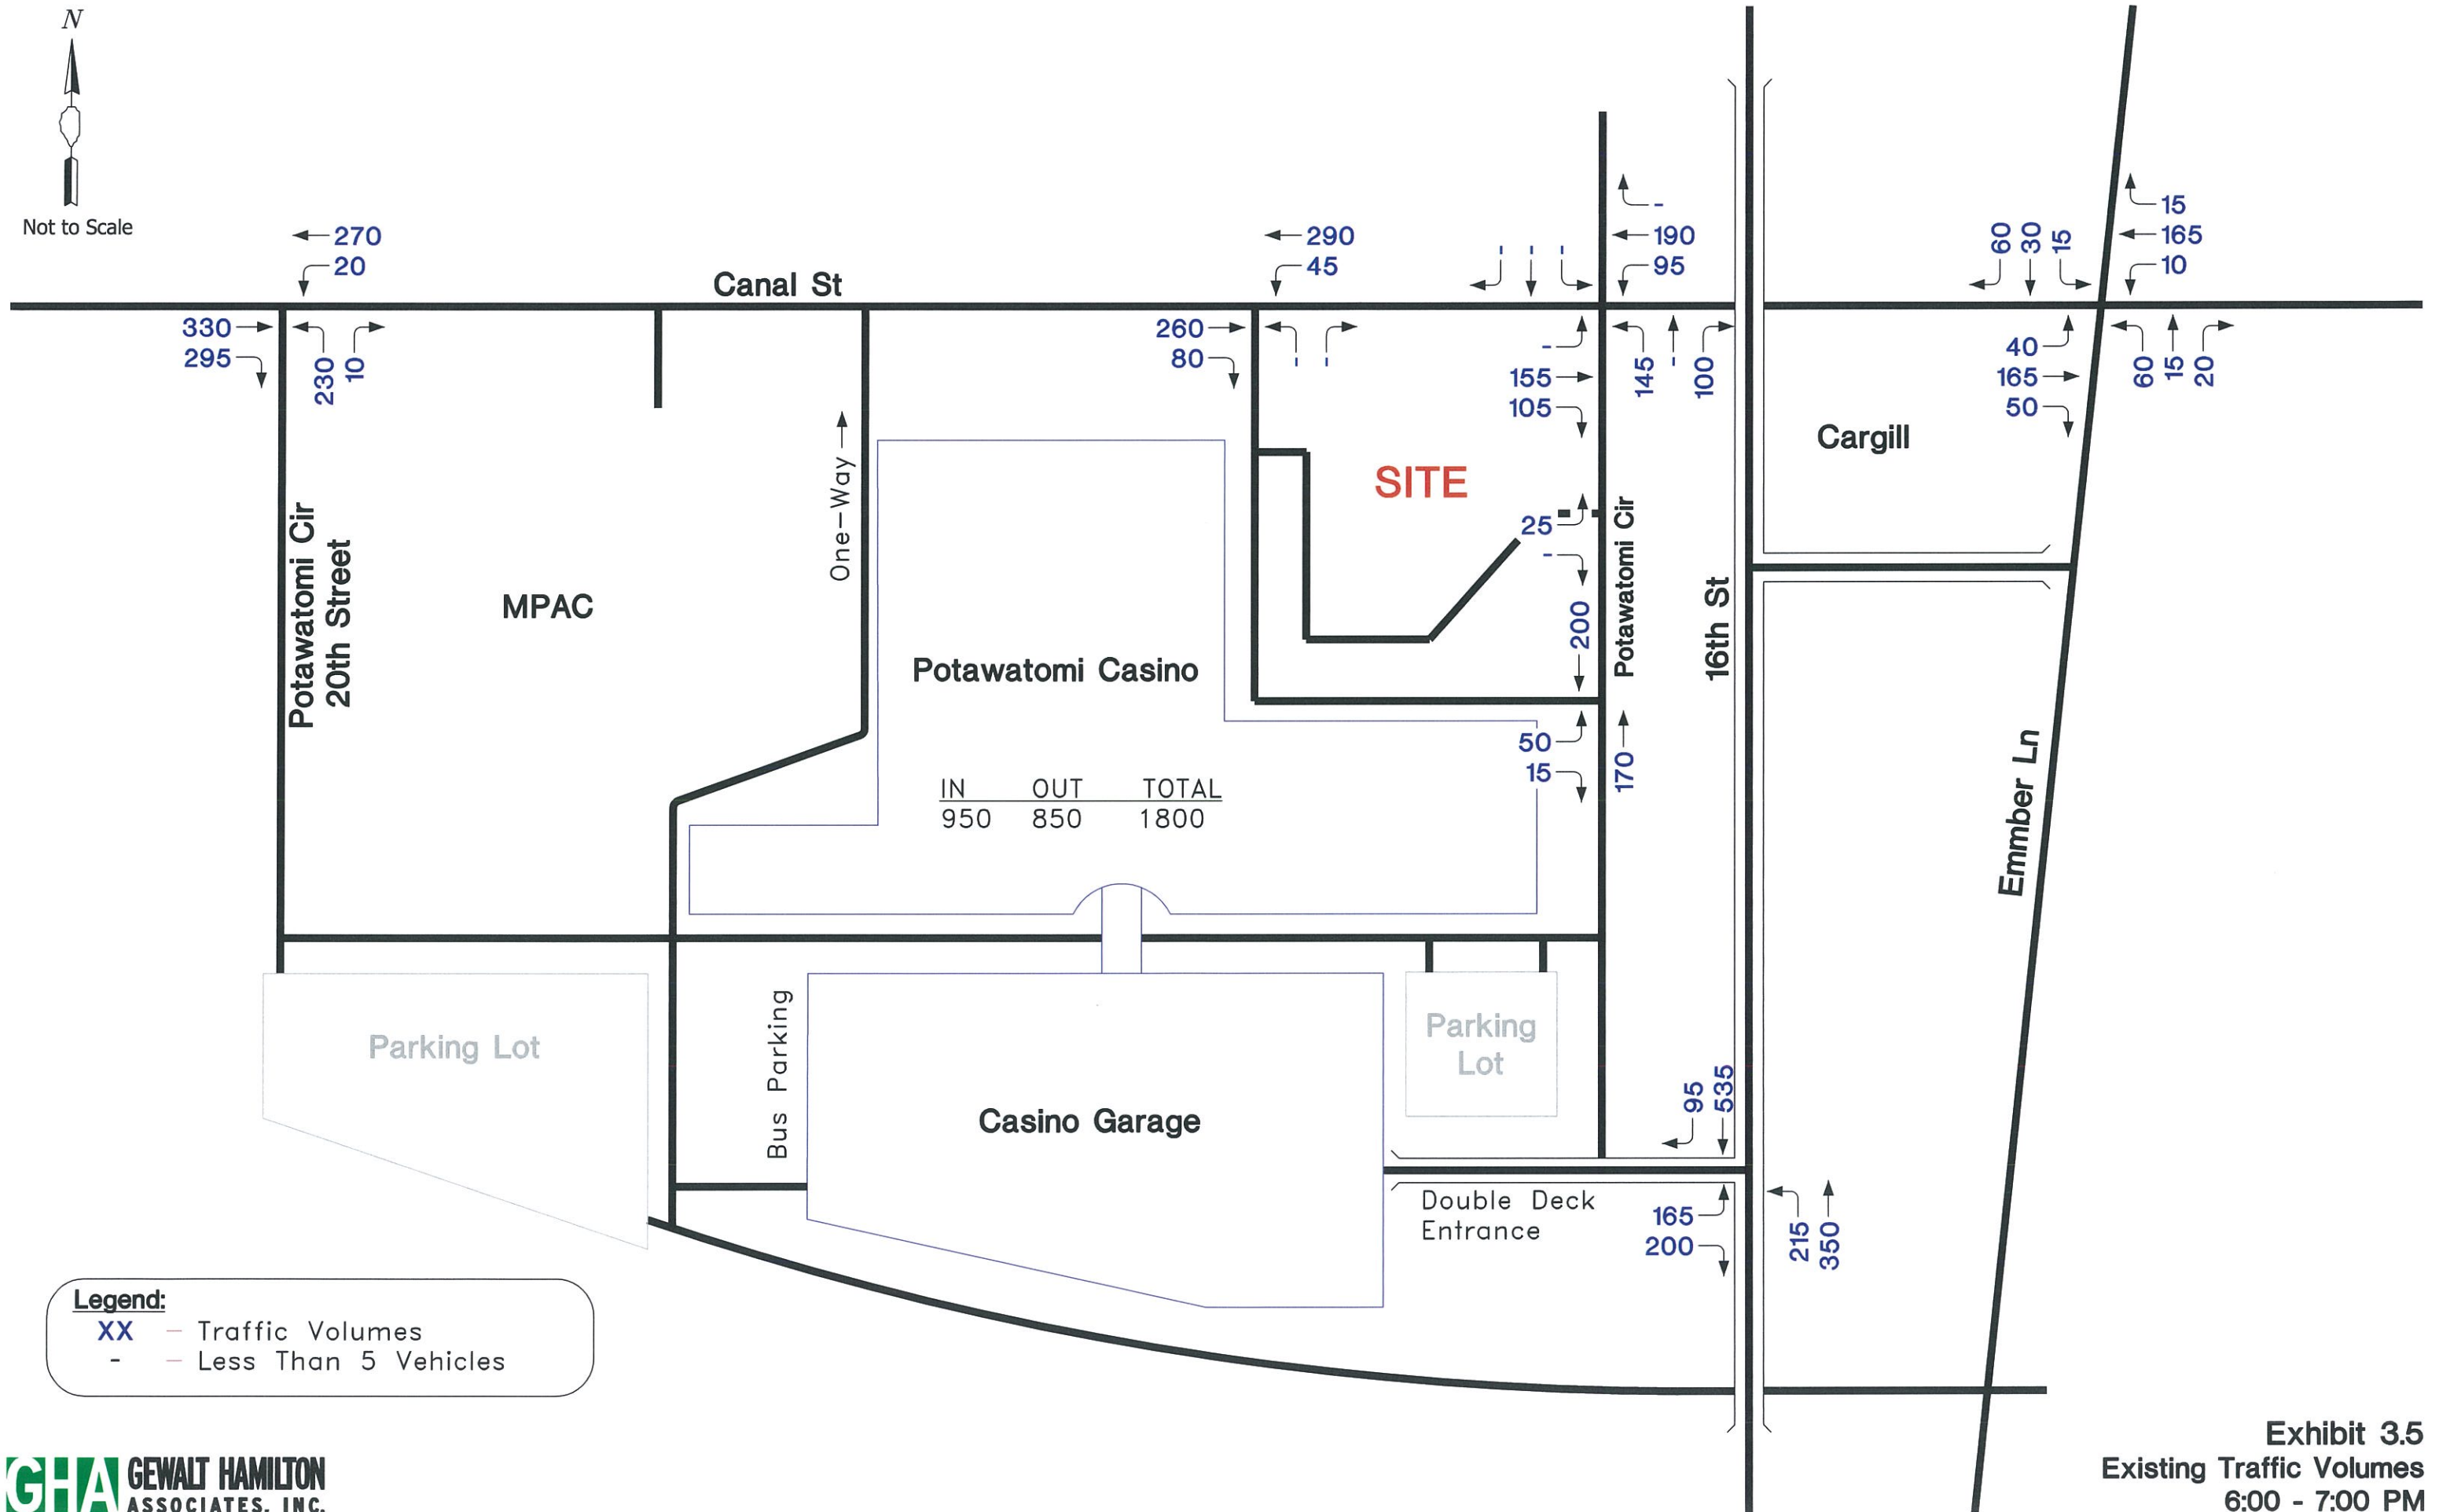 N
Not to Scale
270
20
330
295
230
10
Canal St
290
45
260
80
-
-
-
-
-
-
190
95
-
155
105
145
-
100
60
30
15
15
165
10
40
165
50
60
15
20
Cargill
SITE
25
-
200
Potawatomi Cir
16th St
One-Way
Potawatomi Cir
20th Street
MPAC
Potawatomi Casino
50
15
170
IN OUT TOTAL
950 850 1800
Emmber Ln
Parking Lot
Bus Parking
Casino Garage
Parking
Lot
95
535
Double Deck
Entrance
165
200
215
350
Legend:
XX - Traffic Volumes
- - Less Than 5 Vehicles
GHA GEWALT HAMILTON
ASSOCIATES, INC.
Exhibit 3.5
Existing Traffic Volumes
6:00 - 7:00 PM